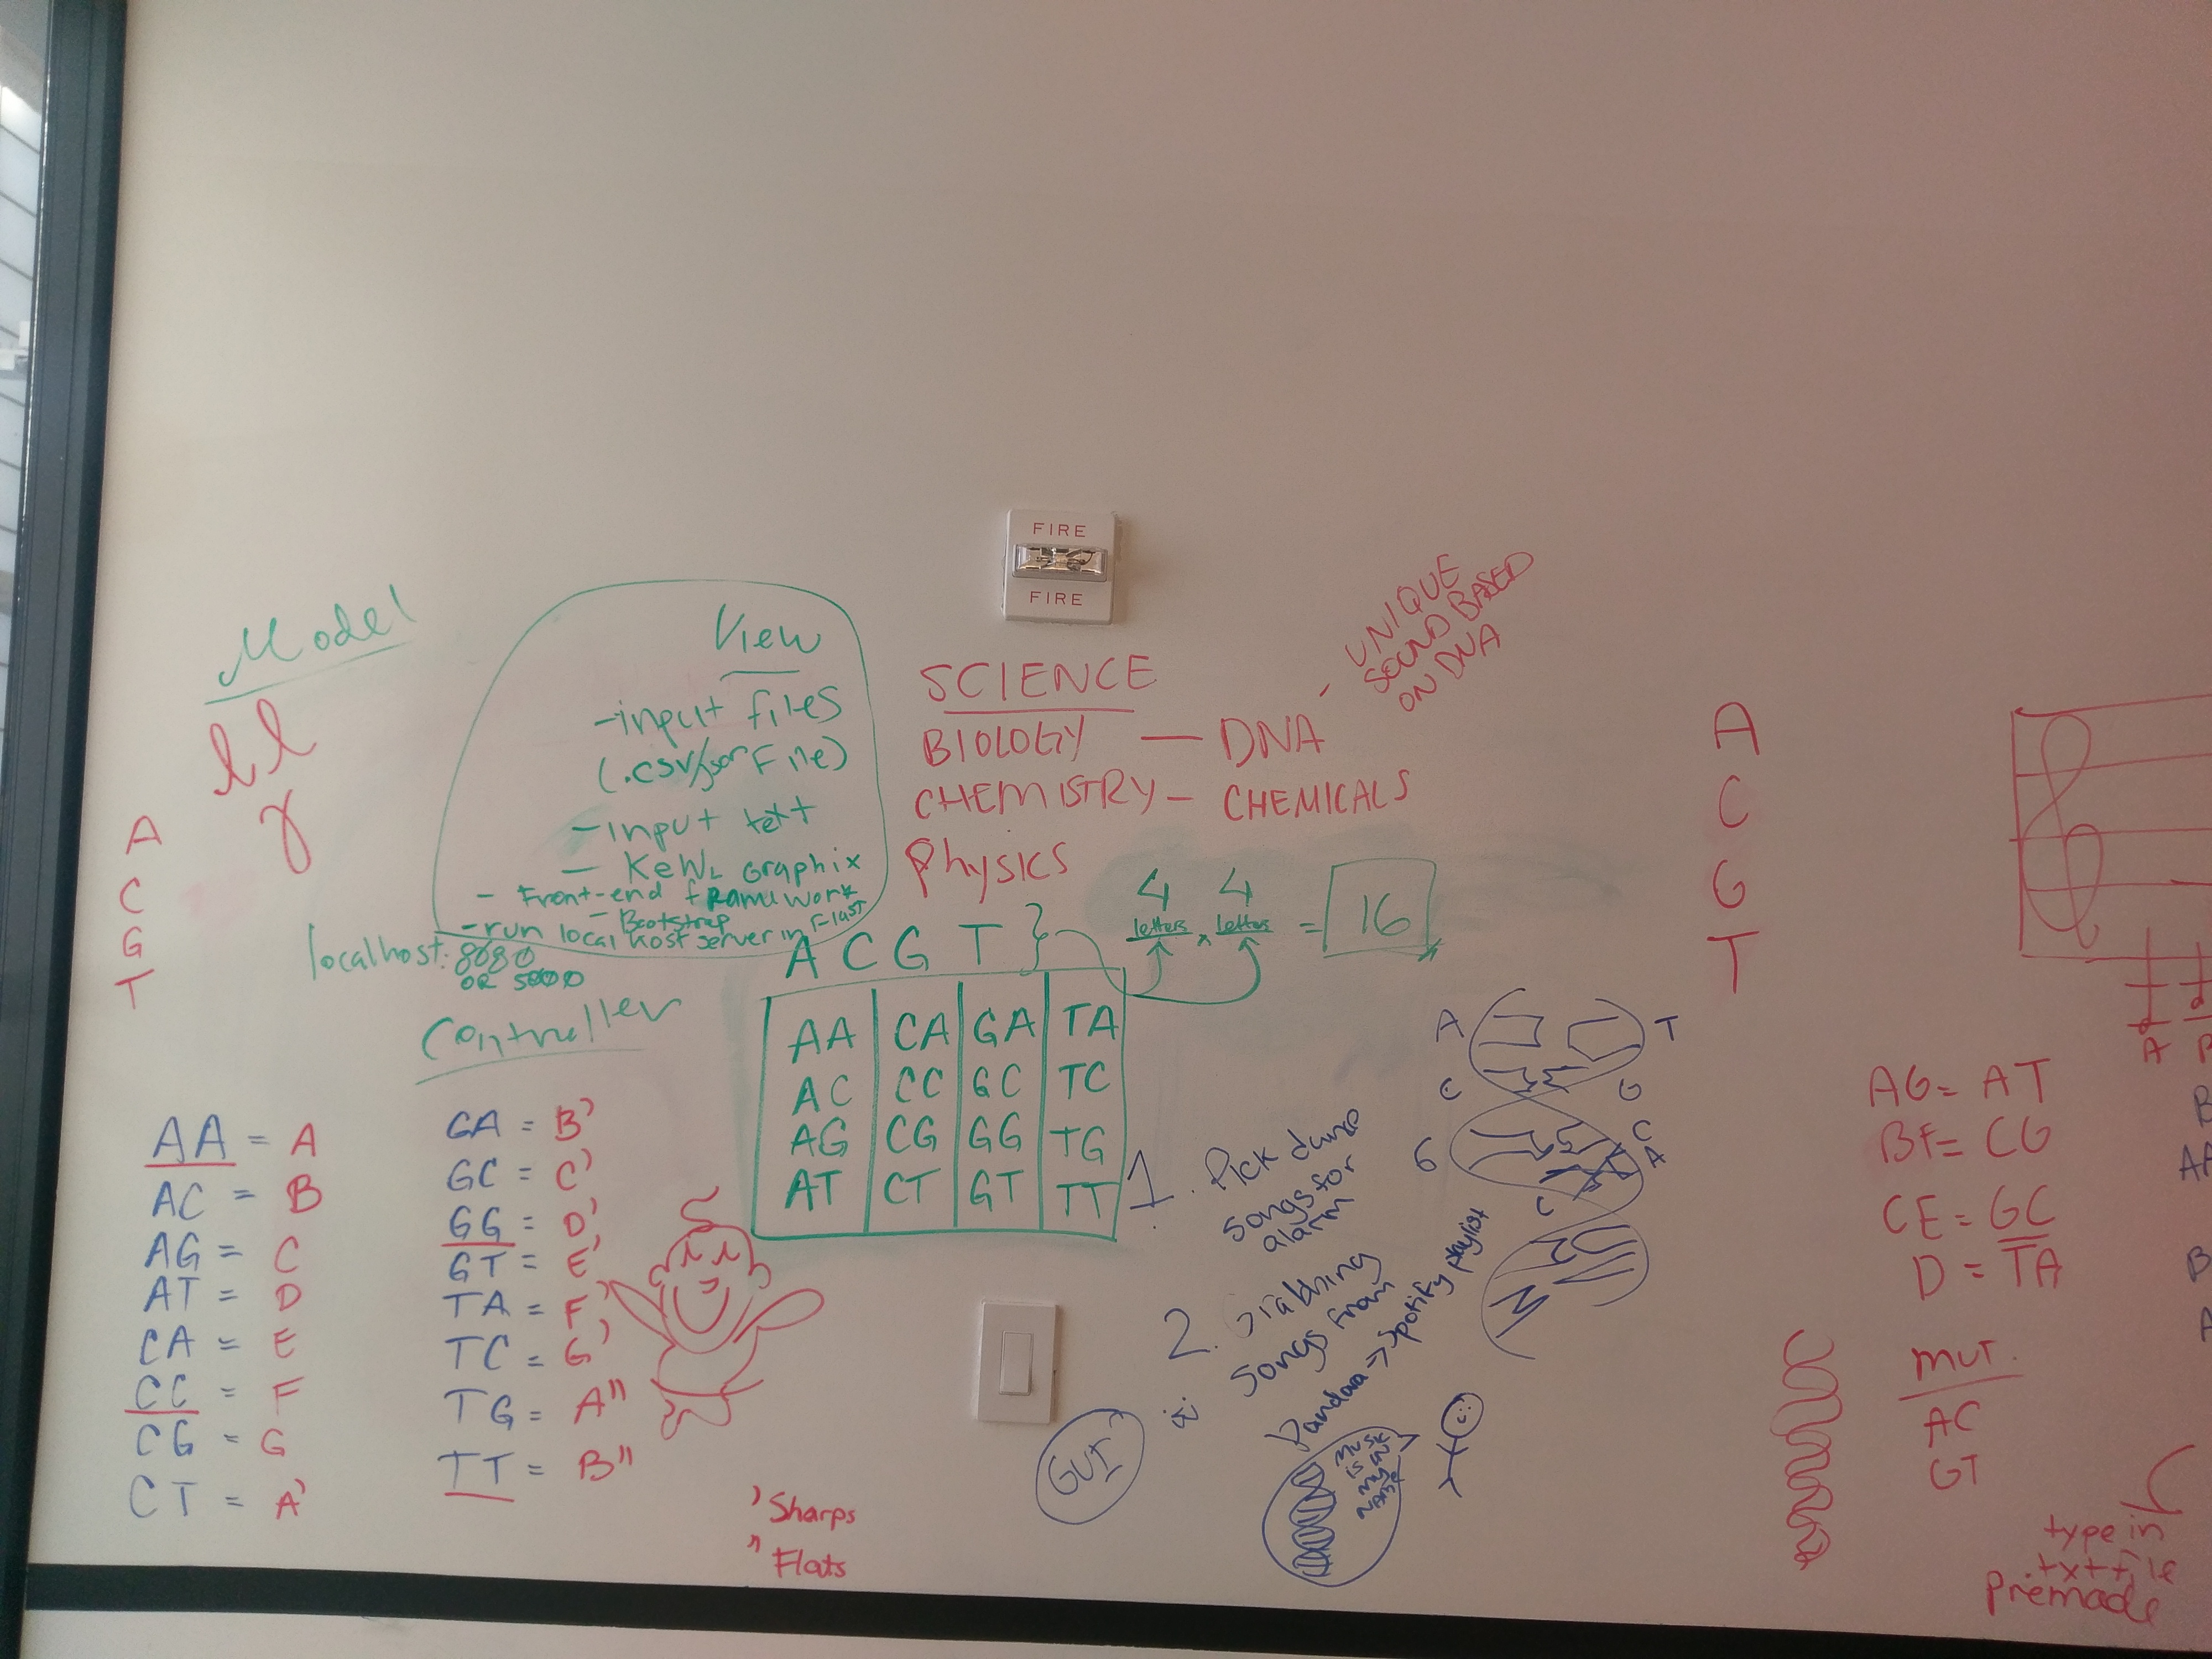 FIRE
FIRE
Model
A
C
G
T
View
-input files
(.csv/json File)
-input text
- KeWL Graphix
- Front-end framework
- Bootstrap
-run local host server in Flask
localhost: 8080
OR 5000
Controller
SCIENCE
BIOLOGY — DNA
- UNIQUE
SOUND BASED
ON DNA
CHEMISTRY - CHEMICALS
Physics
A C G T }
4 letters x 4 letters = 16
AA CA GA TA
AC CC GC TC
AG CG GG TG
AT CT GT TT
AA = A
AC = B
AG = C
AT = D
CA = E
CC = F
CG = G
CT = A'
GA = B'
GC = C'
GG = D'
GT = E'
TA = F'
TC = G'
TG = A"
TT = B"
' Sharps
" Flats
1. Pick
songs for
alarm
2. Grabbing
songs from
Pandora -> spotify playlist
GUI
music
is
my
A T
C G
G C
A
C
A
C
G
T
A B
AG = AT
BF = CG
CE = GC
D = TA
mut.
AC
GT
type in
.txt file
premade